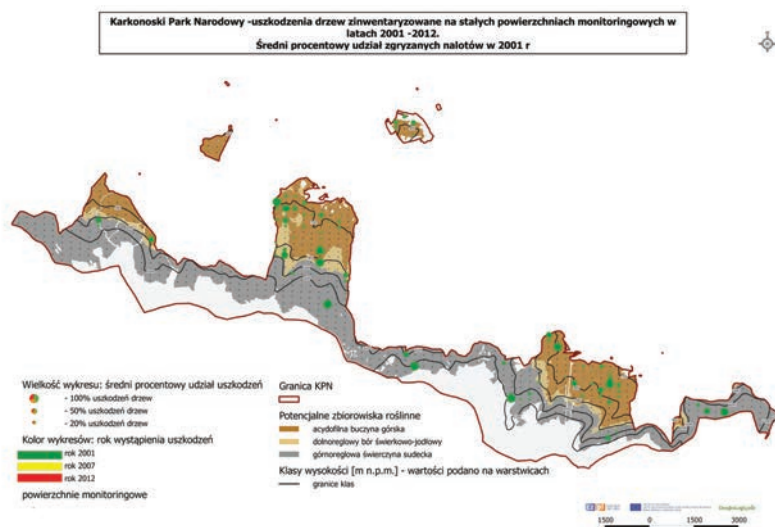 Karkonoski Park Narodowy -uszkodzenia drzew zinwentaryzowane na stałych powierzchniach monitoringowych w
latach 2001 -2012.
Średni procentowy udział zgryzanych nalotów w 2001 r
Wielkość wykresu: średni procentowy udział uszkodzeń
- 100% uszkodzeń drzew
- 50% uszkodzeń drzew
- 20% uszkodzeń drzew
Kolor wykresów: rok wystąpienia uszkodzeń
rok 2001
rok 2007
rok 2012
powierzchnie monitoringowe
Granica KPN
Potencjalne zbiorowiska roślinne
acydofilna buczyna górska
dolnoreglowy bór świerkowo-jodłowy
górnoreglowa świerczyna sudecka
Klasy wysokości [m n.p.m.] - wartości podano na warstwicach
granice klas
1500 0 1500 3000